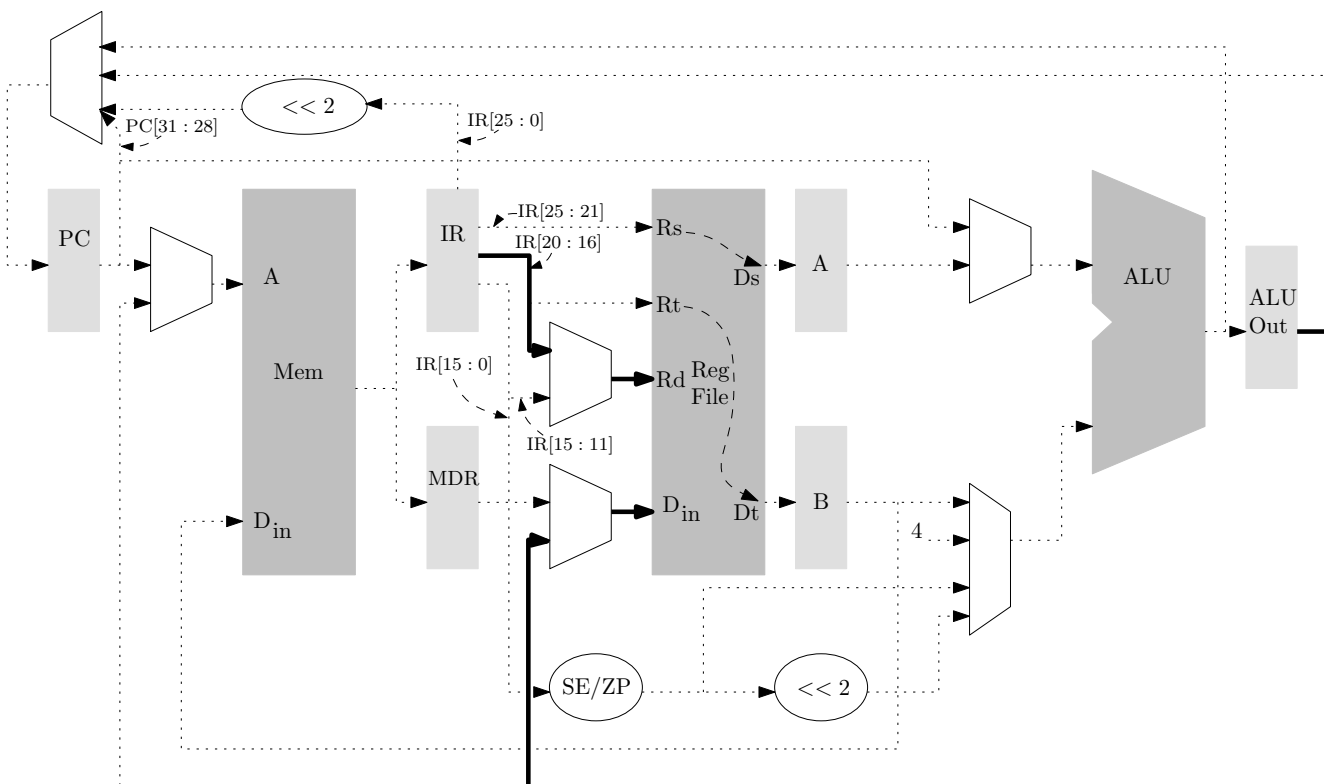 << 2
PC[31 : 28]
IR[25 : 0]
PC
A
Mem
D in
IR
IR[25 : 21]
IR[20 : 16]
IR[15 : 0]
IR[15 : 11]
MDR
Rs
Ds
Rt
Rd
Reg
File
D in
Dt
A
B
4
ALU
ALU
Out
SE/ZP
<< 2